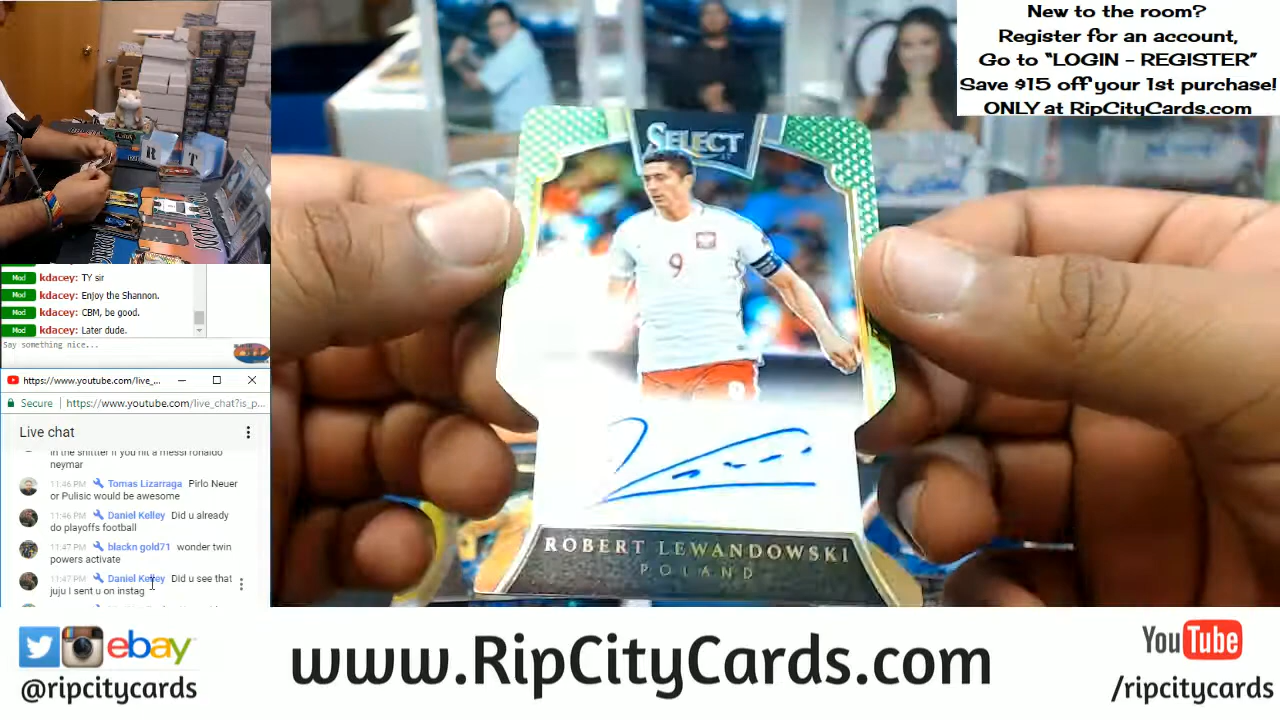 New to the room?
Register for an account,
Go to “LOGIN - REGISTER”
Save $15 off your 1st purchase!
ONLY at RipCityCards.com
SELECT
9
ROBERT LEWANDOWSKI
POLAND
R T
Mod kdacey: TY sir
Mod kdacey: Enjoy the Shannon.
Mod kdacey: CBM, be good.
Mod kdacey: Later dude.
Say something nice...
https://www.youtube.com/live_...
Secure https://www.youtube.com/live_chat?is_p...
Live chat
in the shitter if you hit a messi ronaldo
neymar
11:46 PM Tomas Lizarraga Pirlo Neuer
or Pulisic would be awesome
11:46 PM Daniel Kelley Did u already
do playoffs football
11:47 PM blackn gold71 wonder twin
powers activate
11:47 PM Daniel Kelley Did u see that
juju I sent u on instag
ebay
@ripcitycards
www.RipCityCards.com
YouTube
/ripcitycards